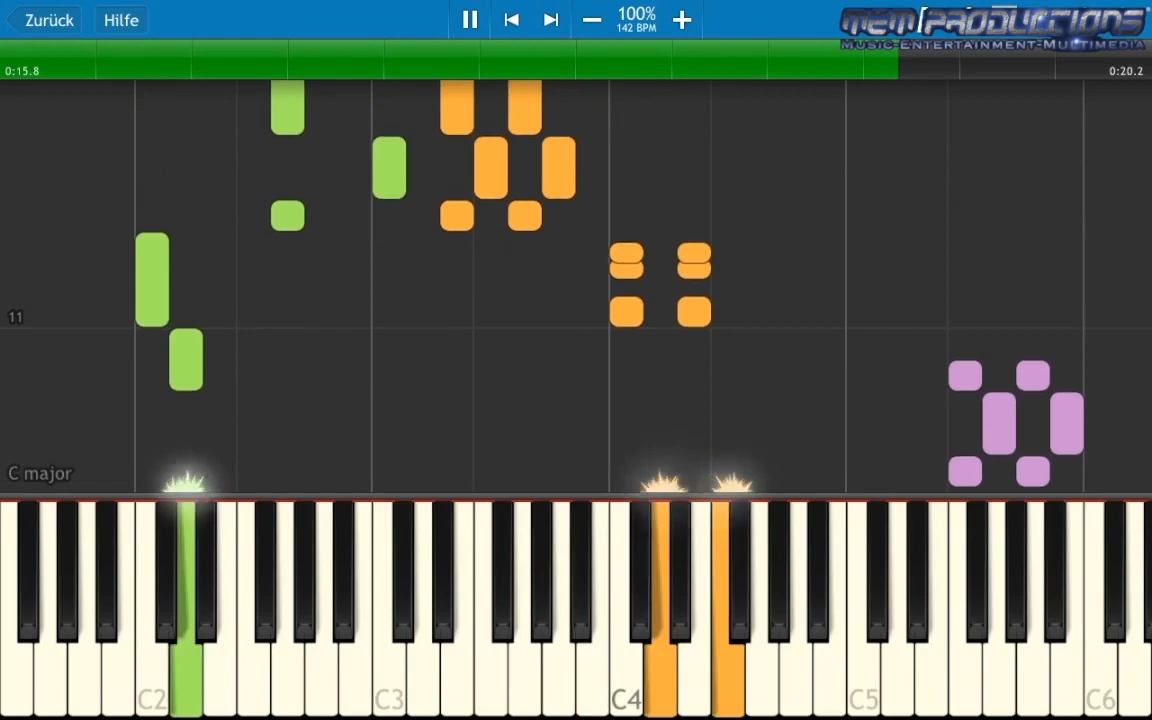 Zurück Hilfe 100% MEM PRODUCTIONS
142 BPM MUSIC-ENTERTAINMENT-MULTIMEDIA
0:15.8 0:20.2
11
C major
C2 C3 C4 C5 C6